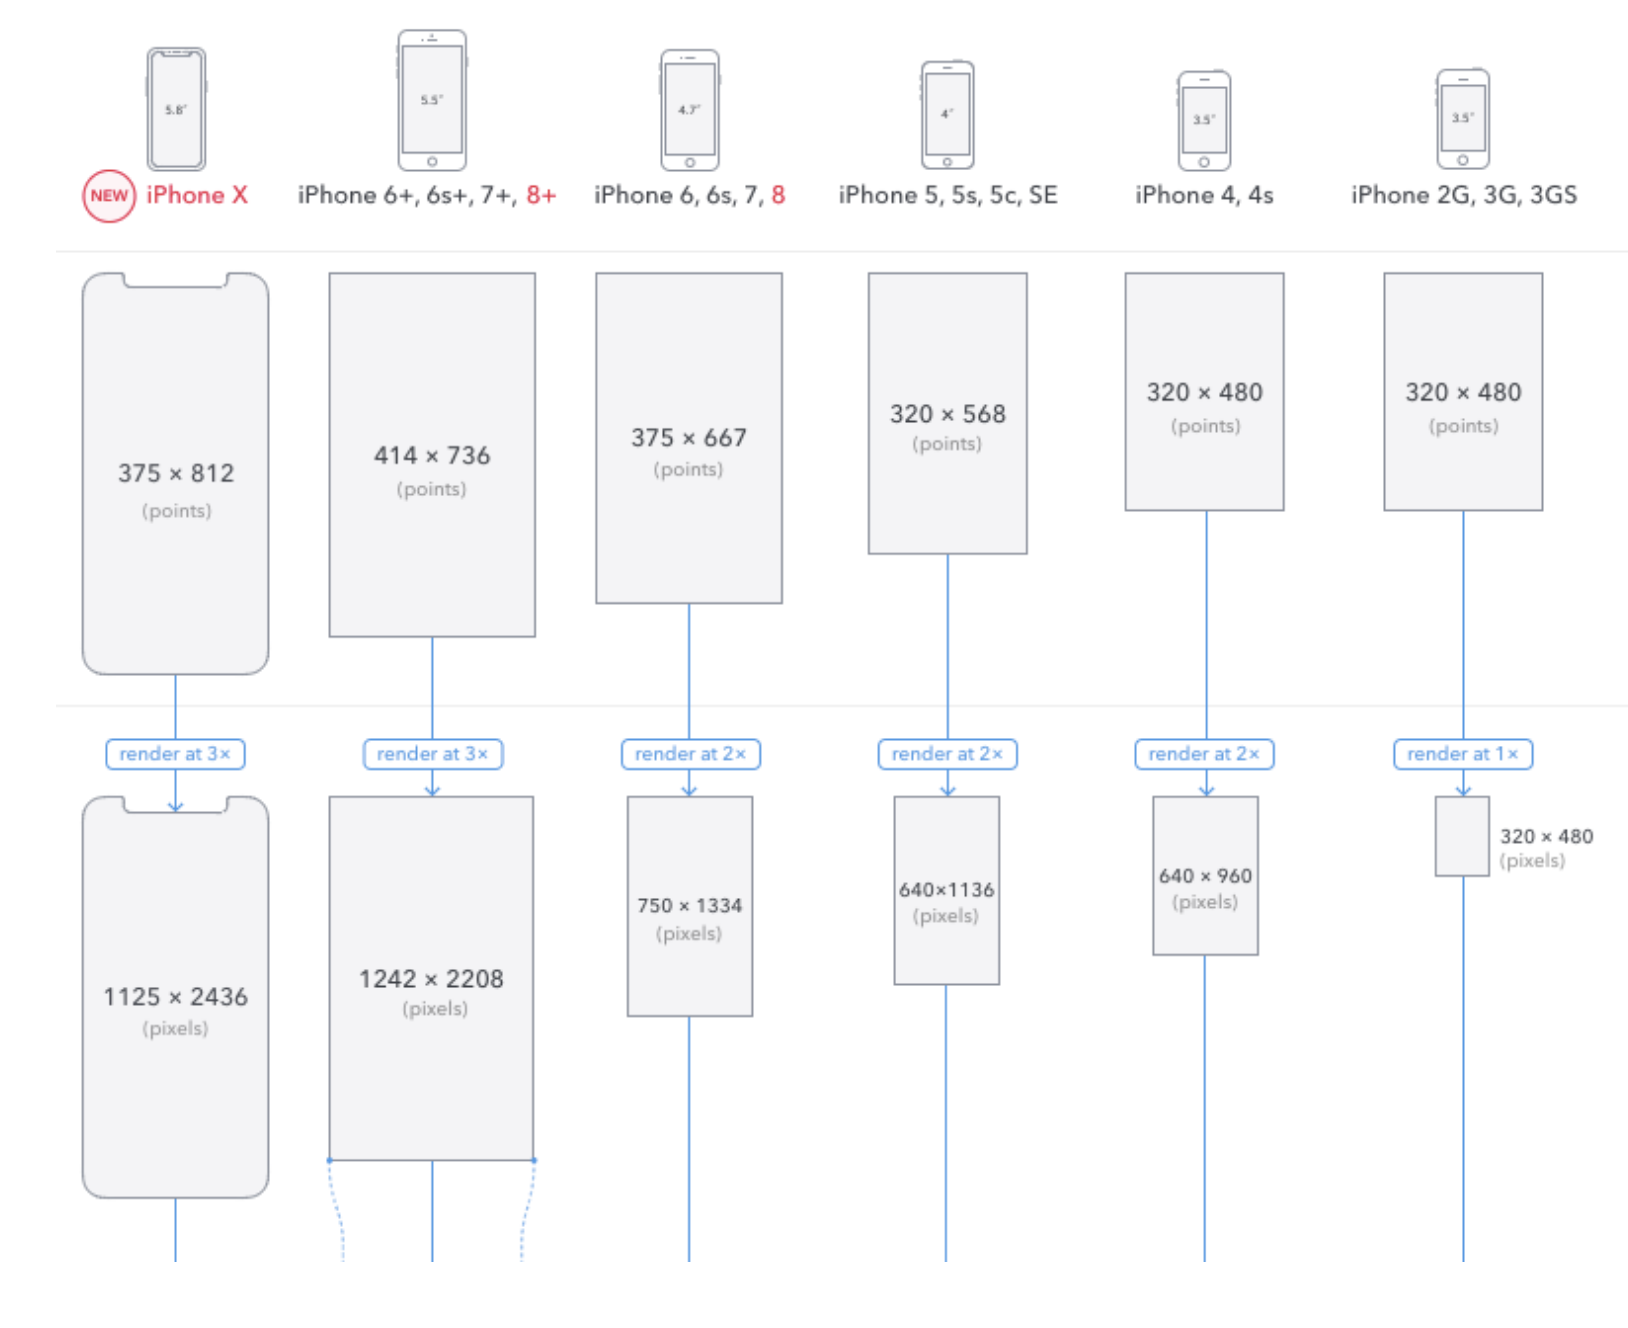 5.8″
5.5″
4.7″
4″
3.5″
3.5″
NEW iPhone X
iPhone 6+, 6s+, 7+, 8+
iPhone 6, 6s, 7, 8
iPhone 5, 5s, 5c, SE
iPhone 4, 4s
iPhone 2G, 3G, 3GS
375 × 812
(points)
414 × 736
(points)
375 × 667
(points)
320 × 568
(points)
320 × 480
(points)
320 × 480
(points)
render at 3×
render at 3×
render at 2×
render at 2×
render at 2×
render at 1×
1125 × 2436
(pixels)
1242 × 2208
(pixels)
750 × 1334
(pixels)
640×1136
(pixels)
640 × 960
(pixels)
320 × 480
(pixels)